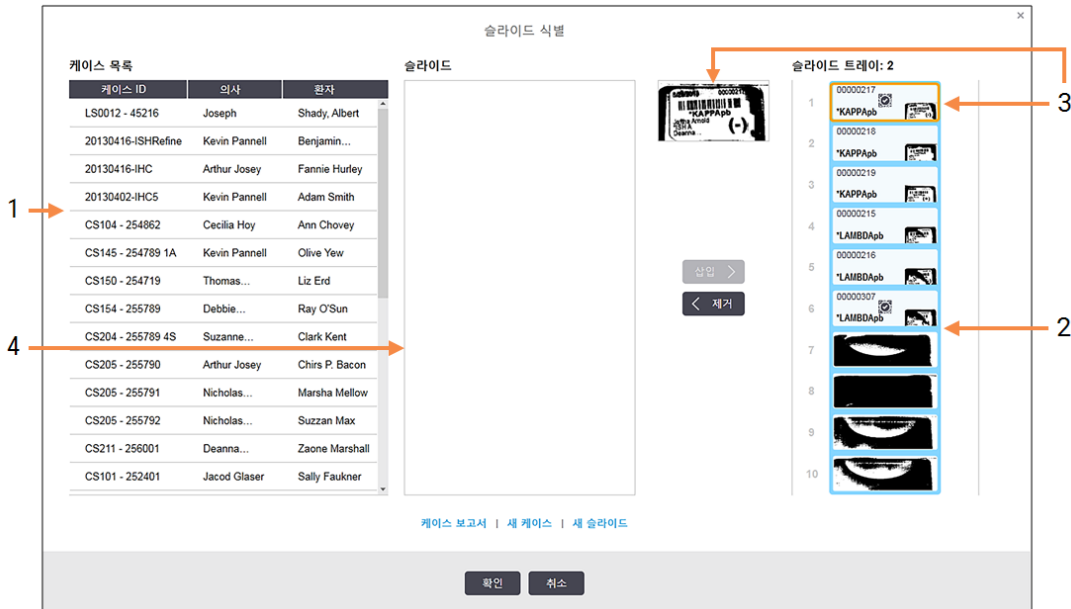 슬라이드 식별
×
케이스 목록
케이스 ID 의사 환자
LS0012 - 45216 Joseph Shady, Albert
20130416-ISHRefine Kevin Pannell Benjamin...
20130416-IHC Arthur Josey Fannie Hurley
20130402-IHC5 Kevin Pannell Adam Smith
CS104 - 254862 Cecilia Hoy Ann Chovey
CS145 - 254789 1A Kevin Pannell Olive Yew
CS150 - 254719 Thomas... Liz Erd
CS154 - 255789 Debbie... Ray O'Sun
CS204 - 255789 4S Suzanne... Clark Kent
CS205 - 255790 Arthur Josey Chirs P. Bacon
CS205 - 255791 Nicholas... Marsha Mellow
CS205 - 255792 Nicholas... Suzzan Max
CS211 - 256001 Deanna... Zaone Marshall
CS101 - 252401 Jacod Glaser Sally Faukner
슬라이드
*KAPPApb
(-)
Deanna...
삽입 >
< 제거
슬라이드 트레이: 2
1 00000217
*KAPPApb
2 00000218
*KAPPApb
3 00000219
*KAPPApb
4 00000215
*LAMBDApb
5 00000216
*LAMBDApb
6 00000307
*LAMBDApb
7
8
9
10
케이스 보고서 | 새 케이스 | 새 슬라이드
확인 취소
1
2
3
4